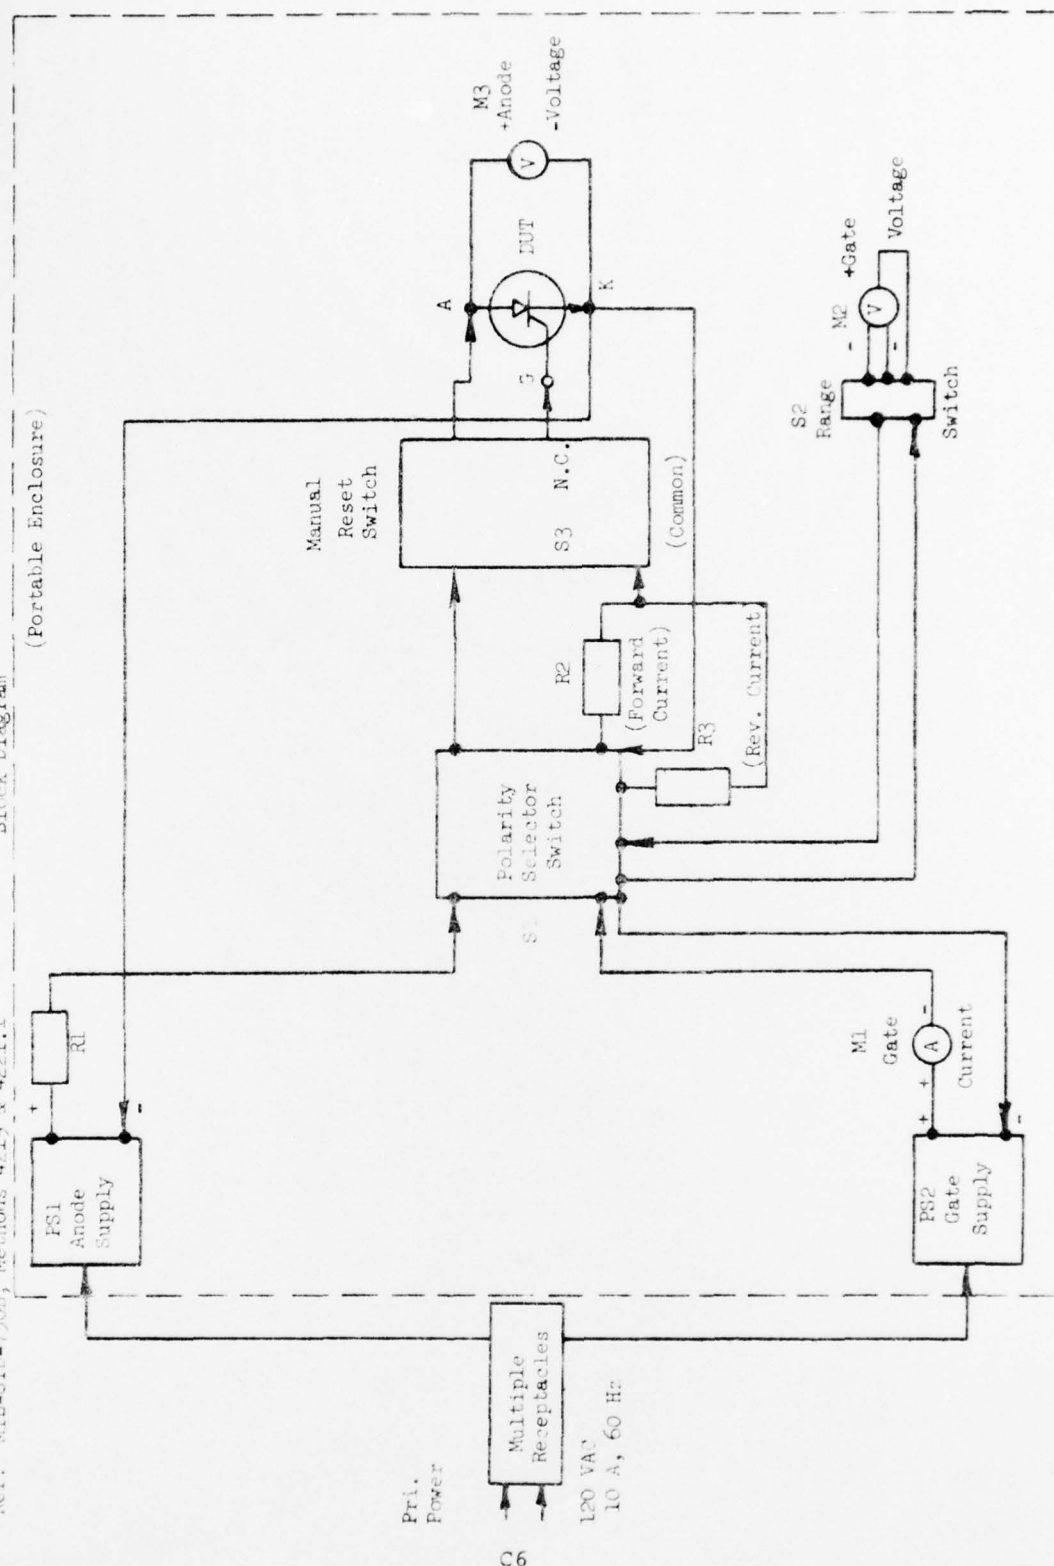 Block Diagram
(Portable Enclosure)
PS1
Anode
Supply
+
-
R1
Manual
Reset
Switch
S3
N.C.
A
G
K
DUT
M3
+Anode
-Voltage
V
Polarity
Selector
Switch
R2
(Forward
Current)
(Common)
R3
(Rev. Current)
S2
Range
Switch
-
M2
+Gate
Voltage
V
-
Pri.
Power
Multiple
Receptacles
120 VAC
10 A, 60 Hz
PS2
Gate
Supply
+
-
+
-
M1
Gate
Current
A
C6